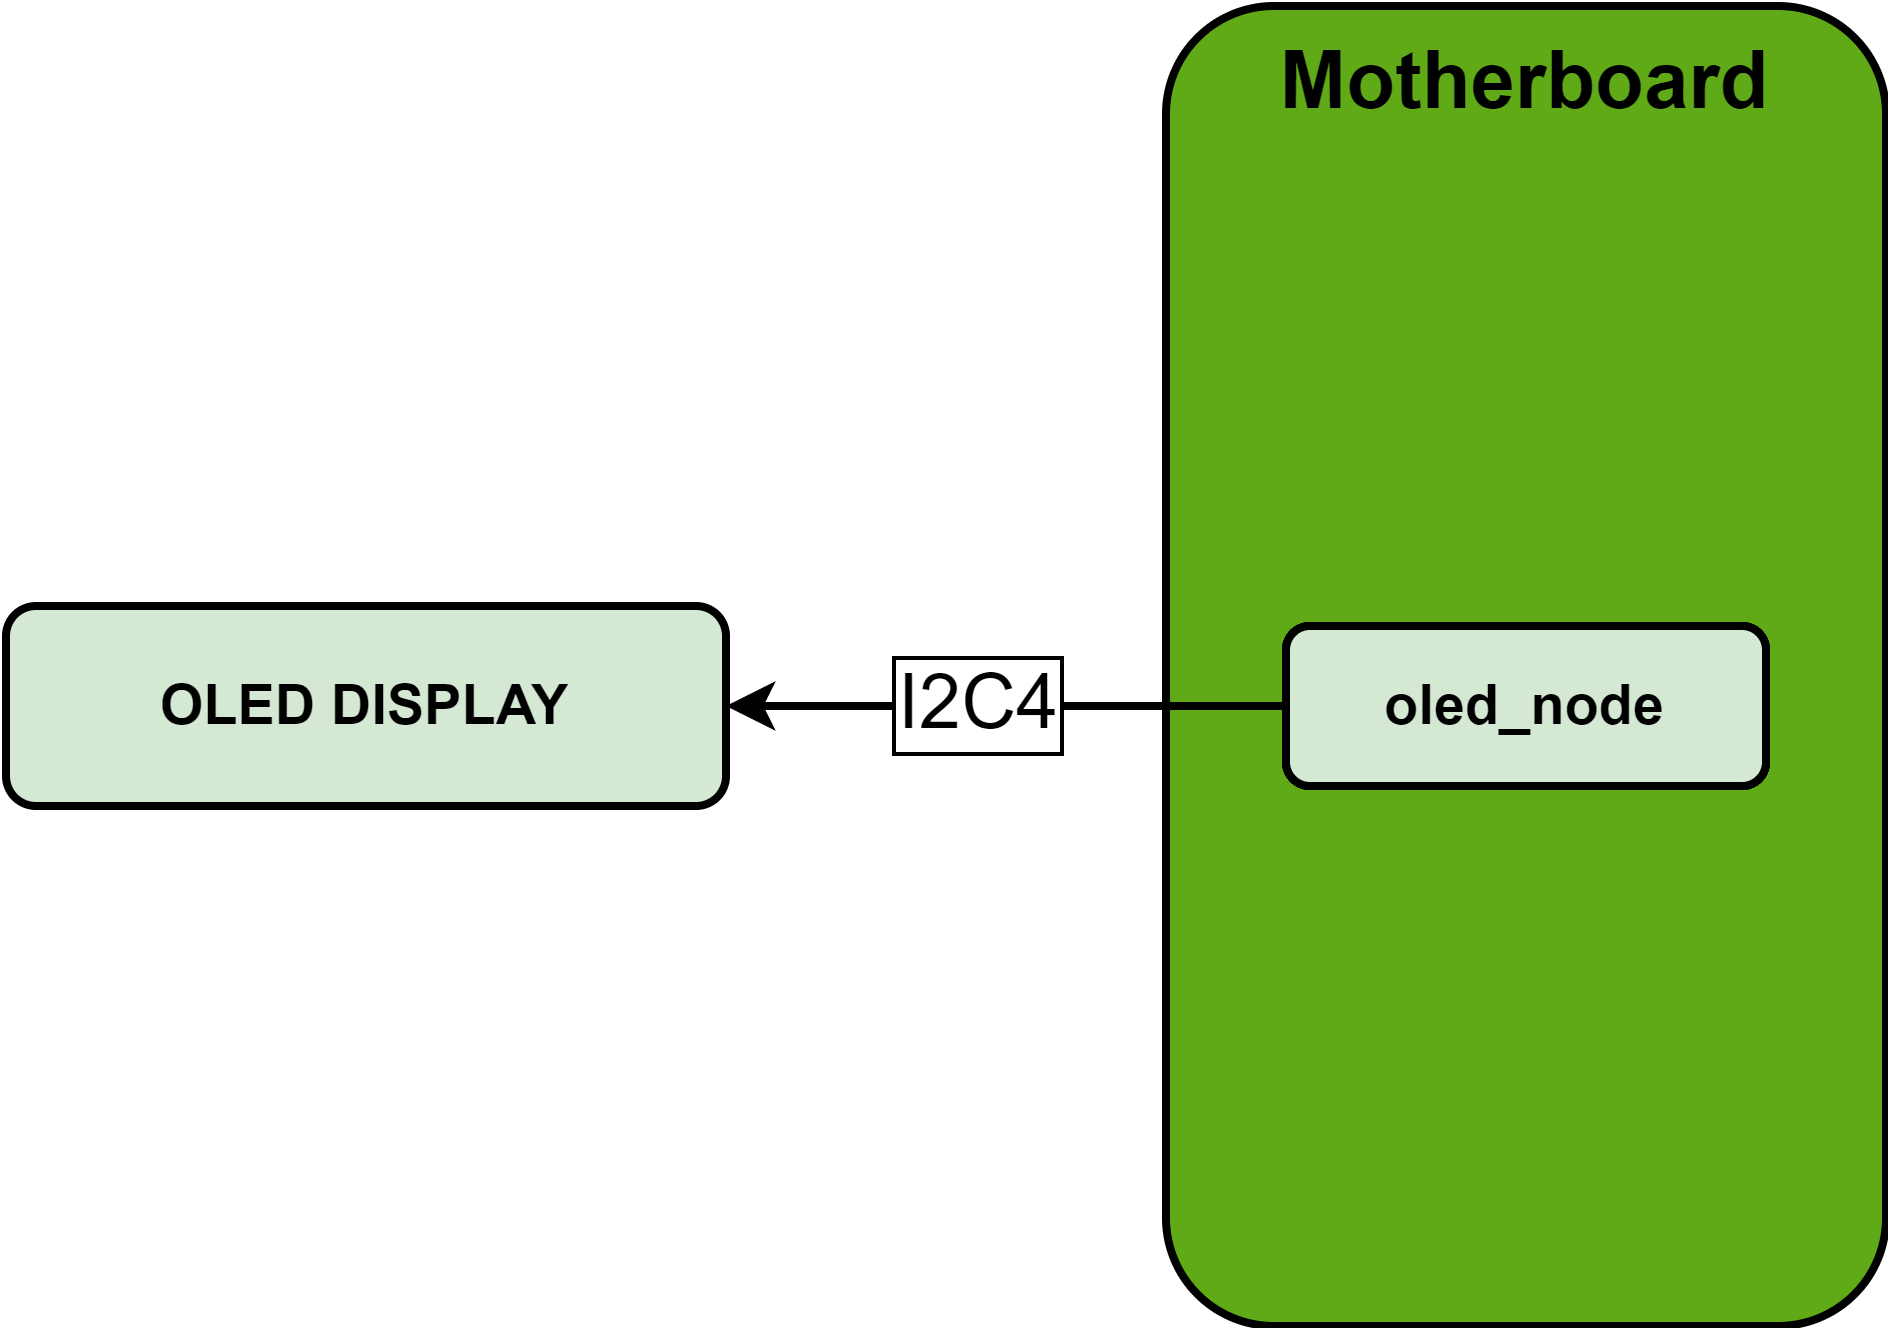 Motherboard
OLED DISPLAY
I2C4
oled_node